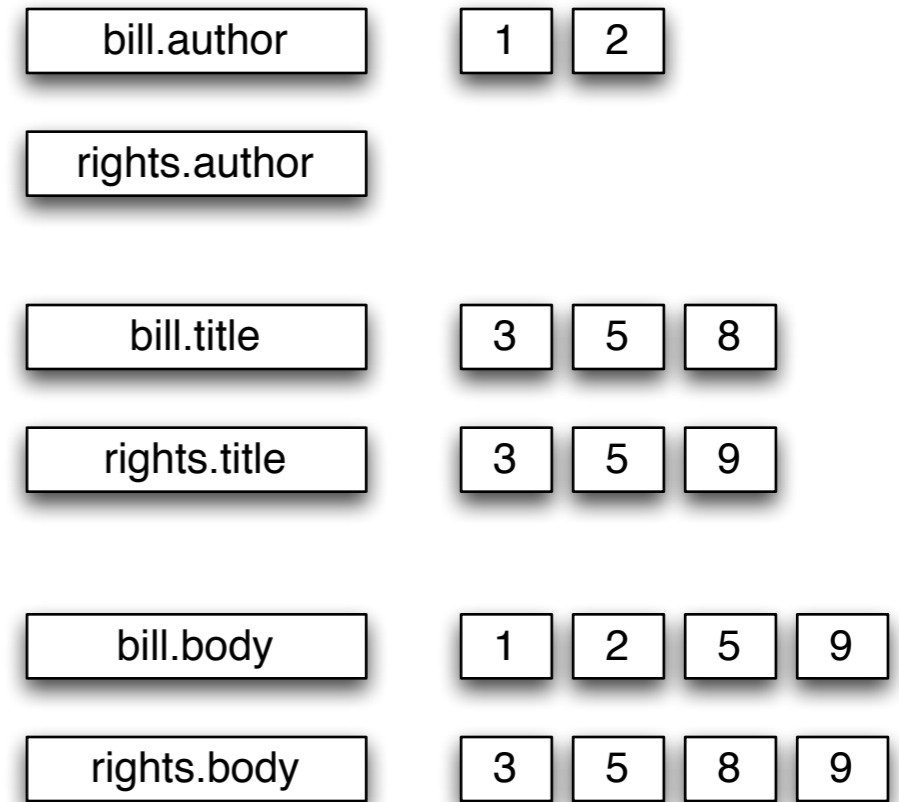 bill.author 1 2
rights.author
bill.title 3 5 8
rights.title 3 5 9
bill.body 1 2 5 9
rights.body 3 5 8 9